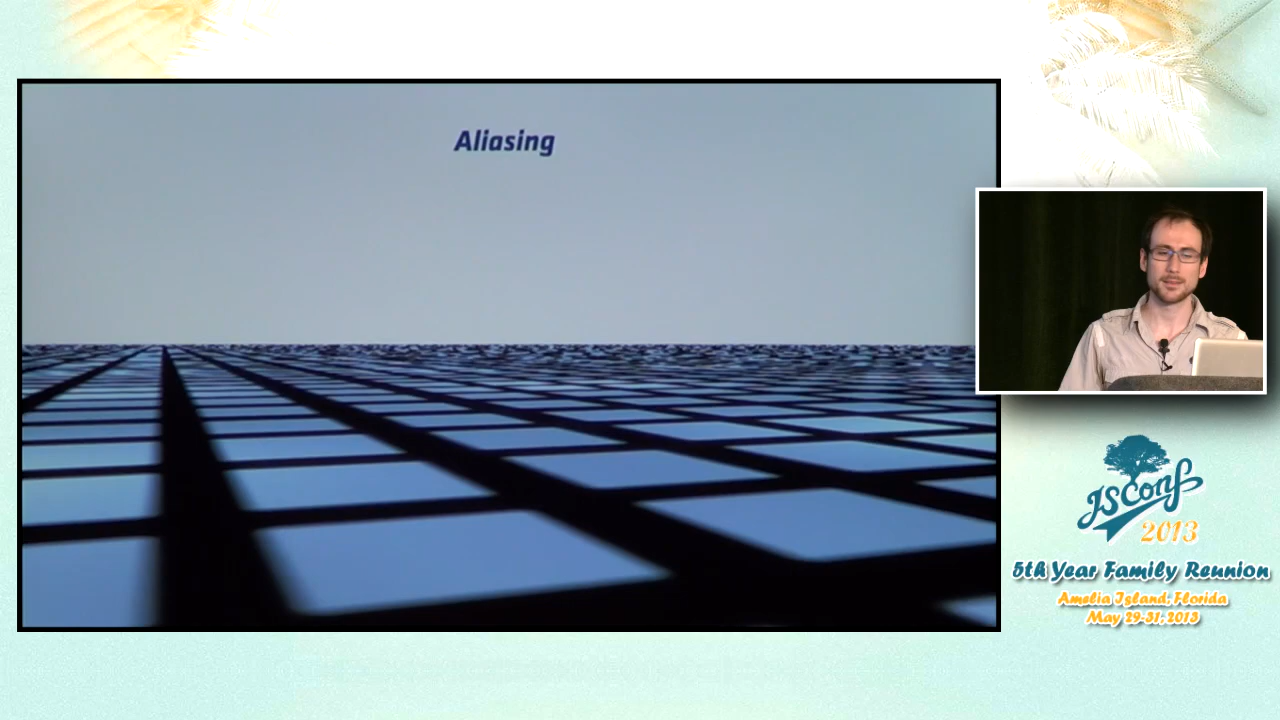 Aliasing
JSConf
2013
5th Year Family Reunion
Amelia Island, Florida
May 29-31, 2013